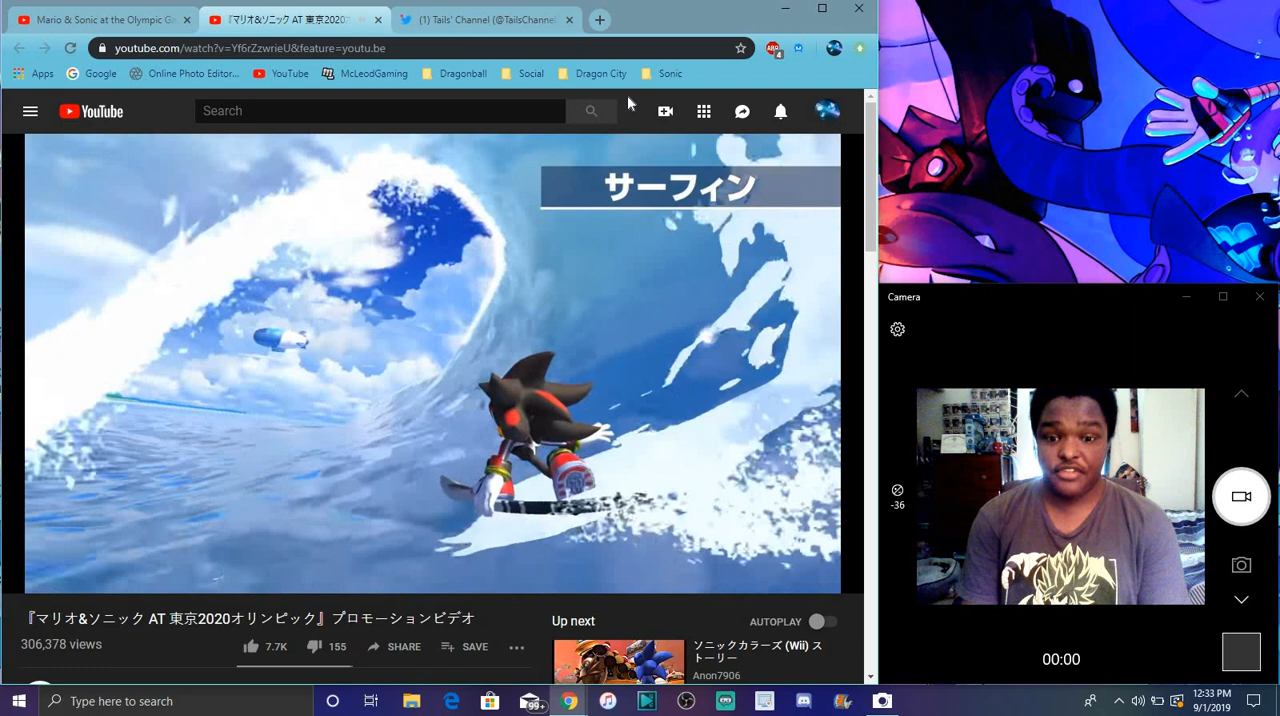 Mario & Sonic at the Olympic Ga
『マリオ&ソニック AT 東京2020
(1) Tails' Channel (@TailsChannel
youtube.com/watch?v=Yf6rZzwrieU&feature=youtu.be
ABP
4
Apps
Google
Online Photo Editor...
YouTube
McLeodGaming
Dragonball
Social
Dragon City
Sonic
YouTube
Search
サーフィン
Camera
-36
00:00
『マリオ&ソニック AT 東京2020オリンピック』プロモーションビデオ
306,378 views
7.7K
155
SHARE
SAVE
Up next
AUTOPLAY
ソニックカラーズ (Wii) ス
トーリー
Anon7906
Type here to search
99+
12:33 PM
9/1/2019